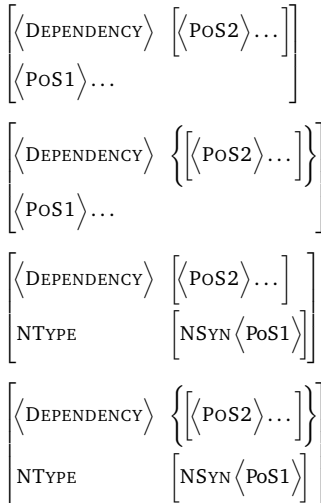 [⟨DEPENDENCY⟩ [⟨POS2⟩...]
⟨POS1⟩...]
[⟨DEPENDENCY⟩ {[⟨POS2⟩...]}
⟨POS1⟩...]
[⟨DEPENDENCY⟩ [⟨POS2⟩...]
NTYPE [NSYN⟨POS1⟩]]
[⟨DEPENDENCY⟩ {[⟨POS2⟩...]}
NTYPE [NSYN⟨POS1⟩]]